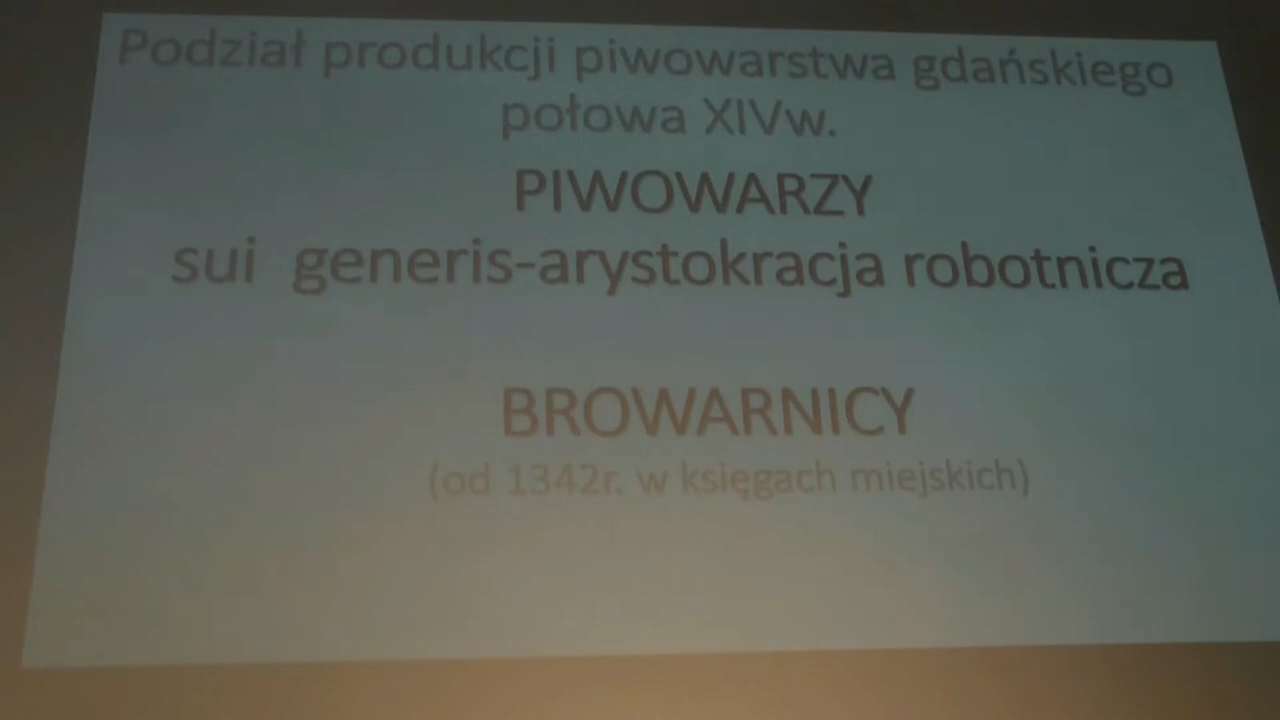 Podział produkcji piwowarstwa gdańskiego
połowa XIVw.
PIWOWARZY
sui generis-arystokracja robotnicza
BROWARNICY
(od 1342r. w księgach miejskich)